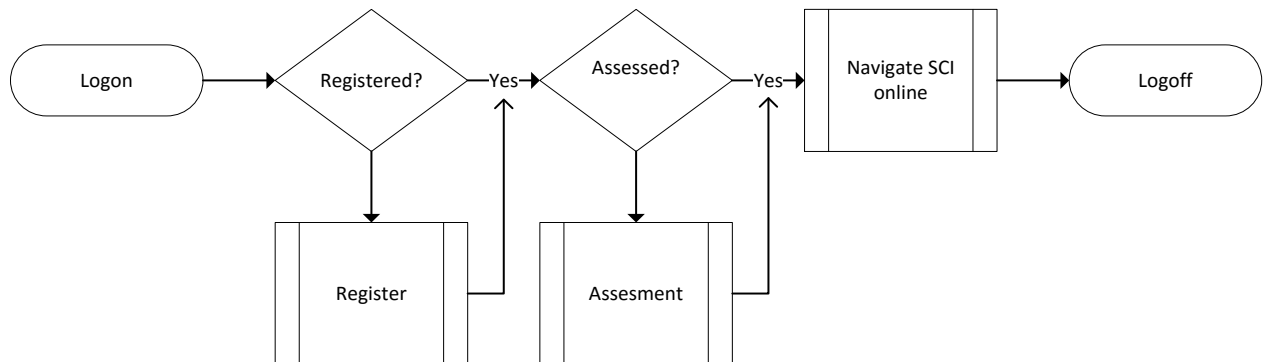 Logon
Registered?
Yes
Assessed?
Yes
Navigate SCI
online
Logoff
Register
Assesment